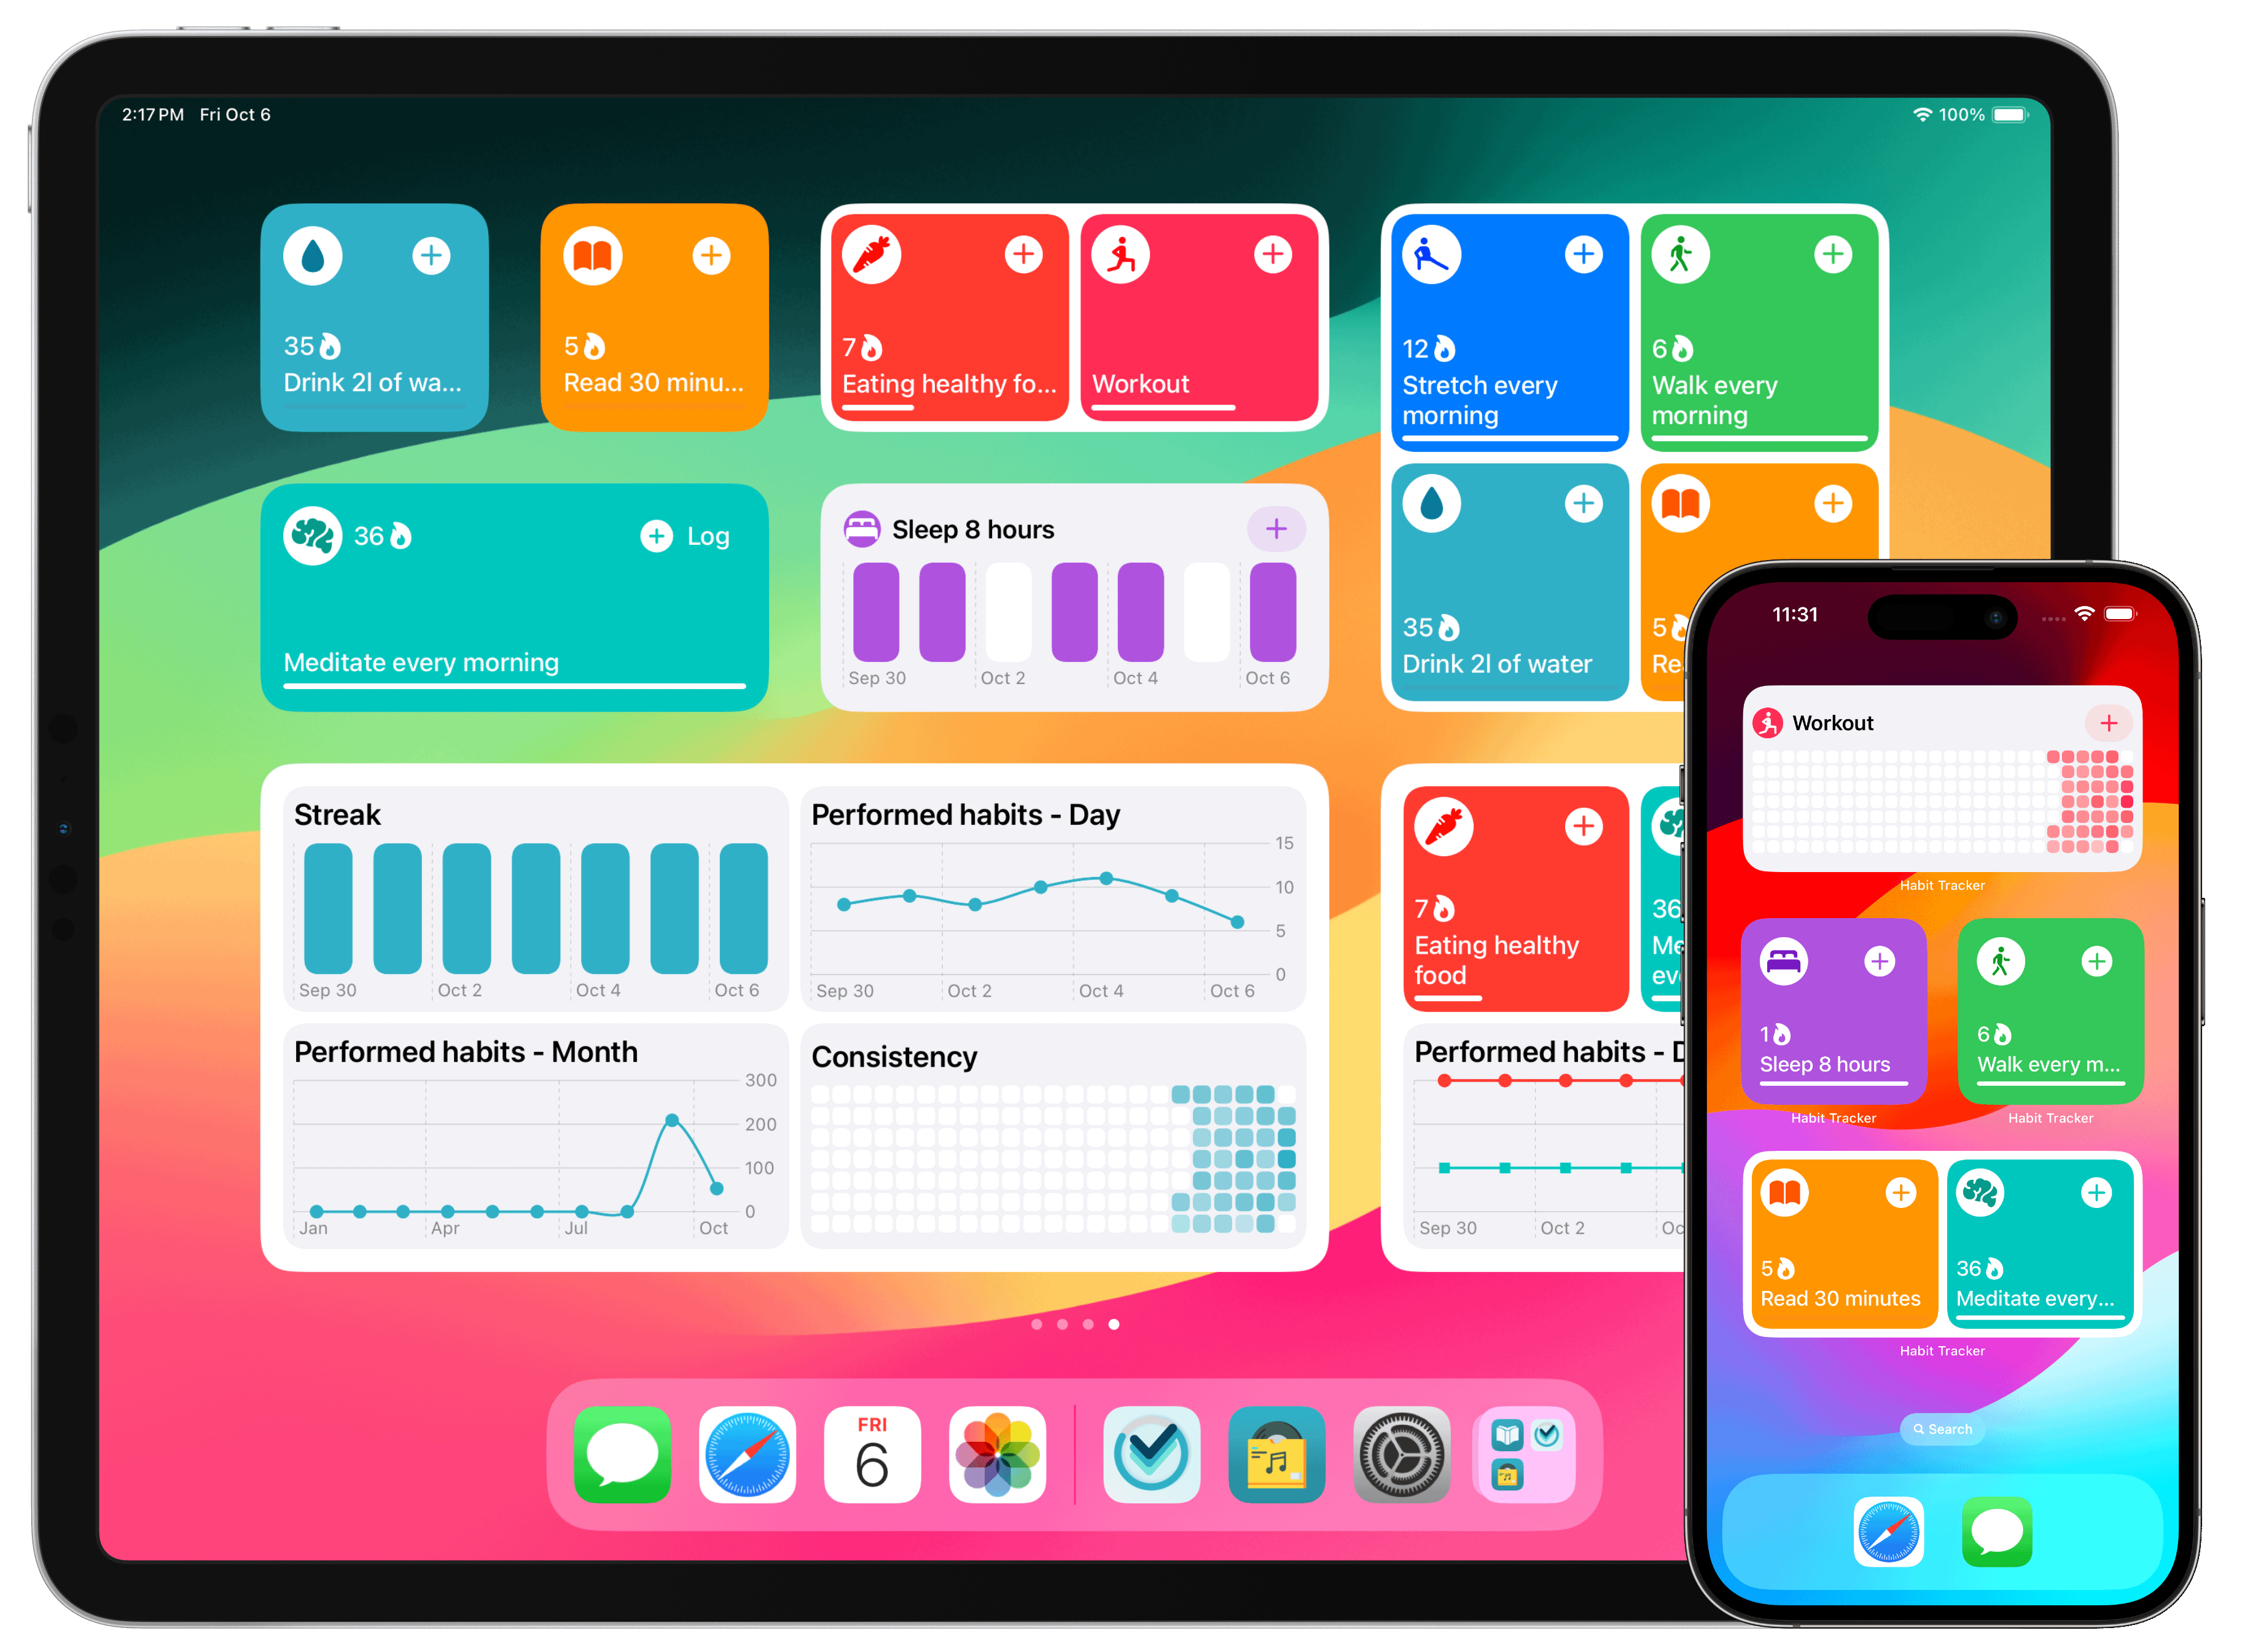 2:17 PM Fri Oct 6
100%
35
Drink 2l of wa...
5
Read 30 minu...
7
Eating healthy fo...
Workout
12
Stretch every
morning
6
Walk every
morning
36
Log
Meditate every morning
Sleep 8 hours
Sep 30
Oct 2
Oct 4
Oct 6
35
Drink 2l of water
5
Re
Streak
Sep 30
Oct 2
Oct 4
Oct 6
Performed habits - Day
15
10
5
0
Sep 30
Oct 2
Oct 4
Oct 6
Performed habits - Month
300
200
100
0
Jan
Apr
Jul
Oct
Consistency
7
Eating healthy
food
36
Me
ev
Performed habits - D
Sep 30
Oct 2
Oc
FRI
6
11:31
Workout
Habit Tracker
1
Sleep 8 hours
Habit Tracker
6
Walk every m...
Habit Tracker
5
Read 30 minutes
36
Meditate every...
Habit Tracker
Search